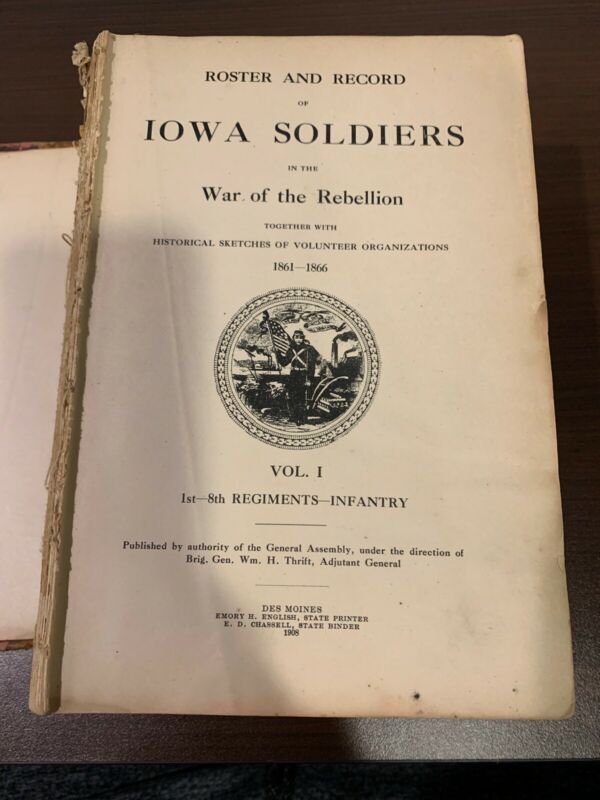 ROSTER AND RECORD
OF
IOWA SOLDIERS
IN THE
War of the Rebellion
TOGETHER WITH
HISTORICAL SKETCHES OF VOLUNTEER ORGANIZATIONS
1861—1866
VOL. I
1st—8th REGIMENTS—INFANTRY
Published by authority of the General Assembly, under the direction of
Brig. Gen. Wm. H. Thrift, Adjutant General
DES MOINES
EMORY H. ENGLISH, STATE PRINTER
E. D. CHASSELL, STATE BINDER
1908